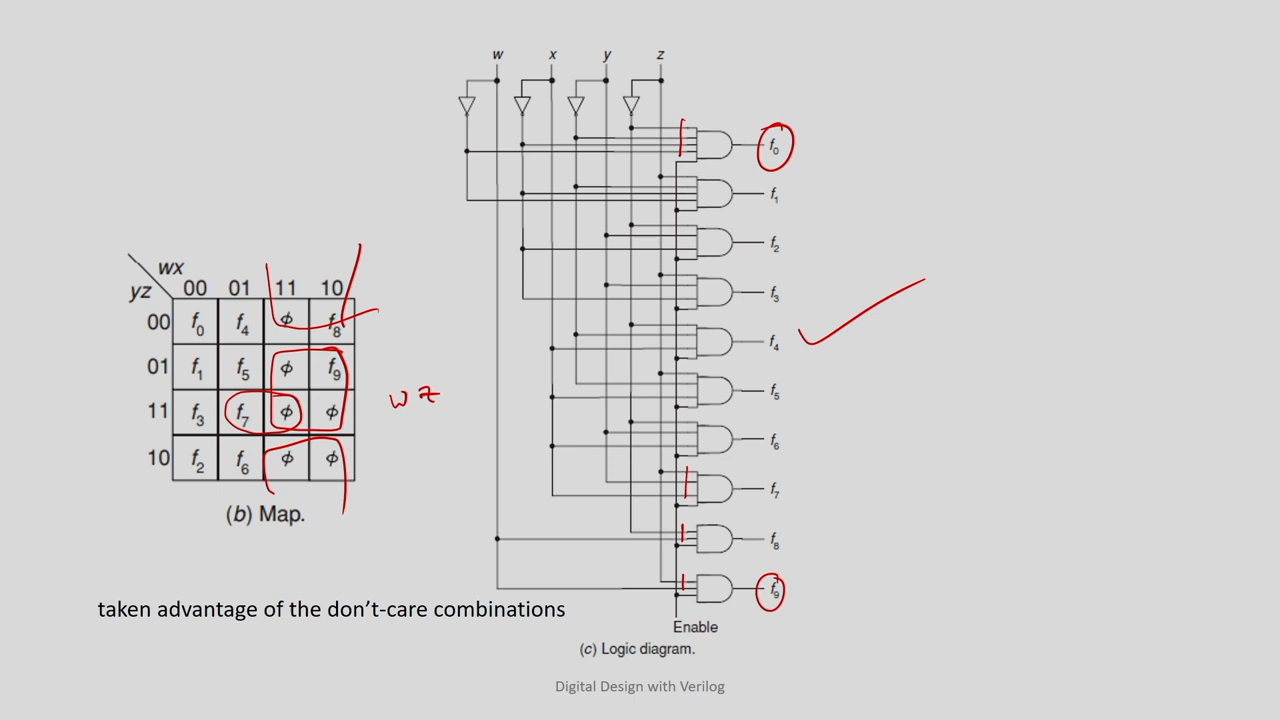 w x y z
f0
f1
f2
f3
f4
f5
f6
f7
f8
f9
Enable
(c) Logic diagram.
wx
yz 00 01 11 10
00 f0 f4 ϕ f8
01 f1 f5 ϕ f9
11 f3 f7 ϕ ϕ
10 f2 f6 ϕ ϕ
(b) Map.
wz
taken advantage of the don’t-care combinations
Digital Design with Verilog